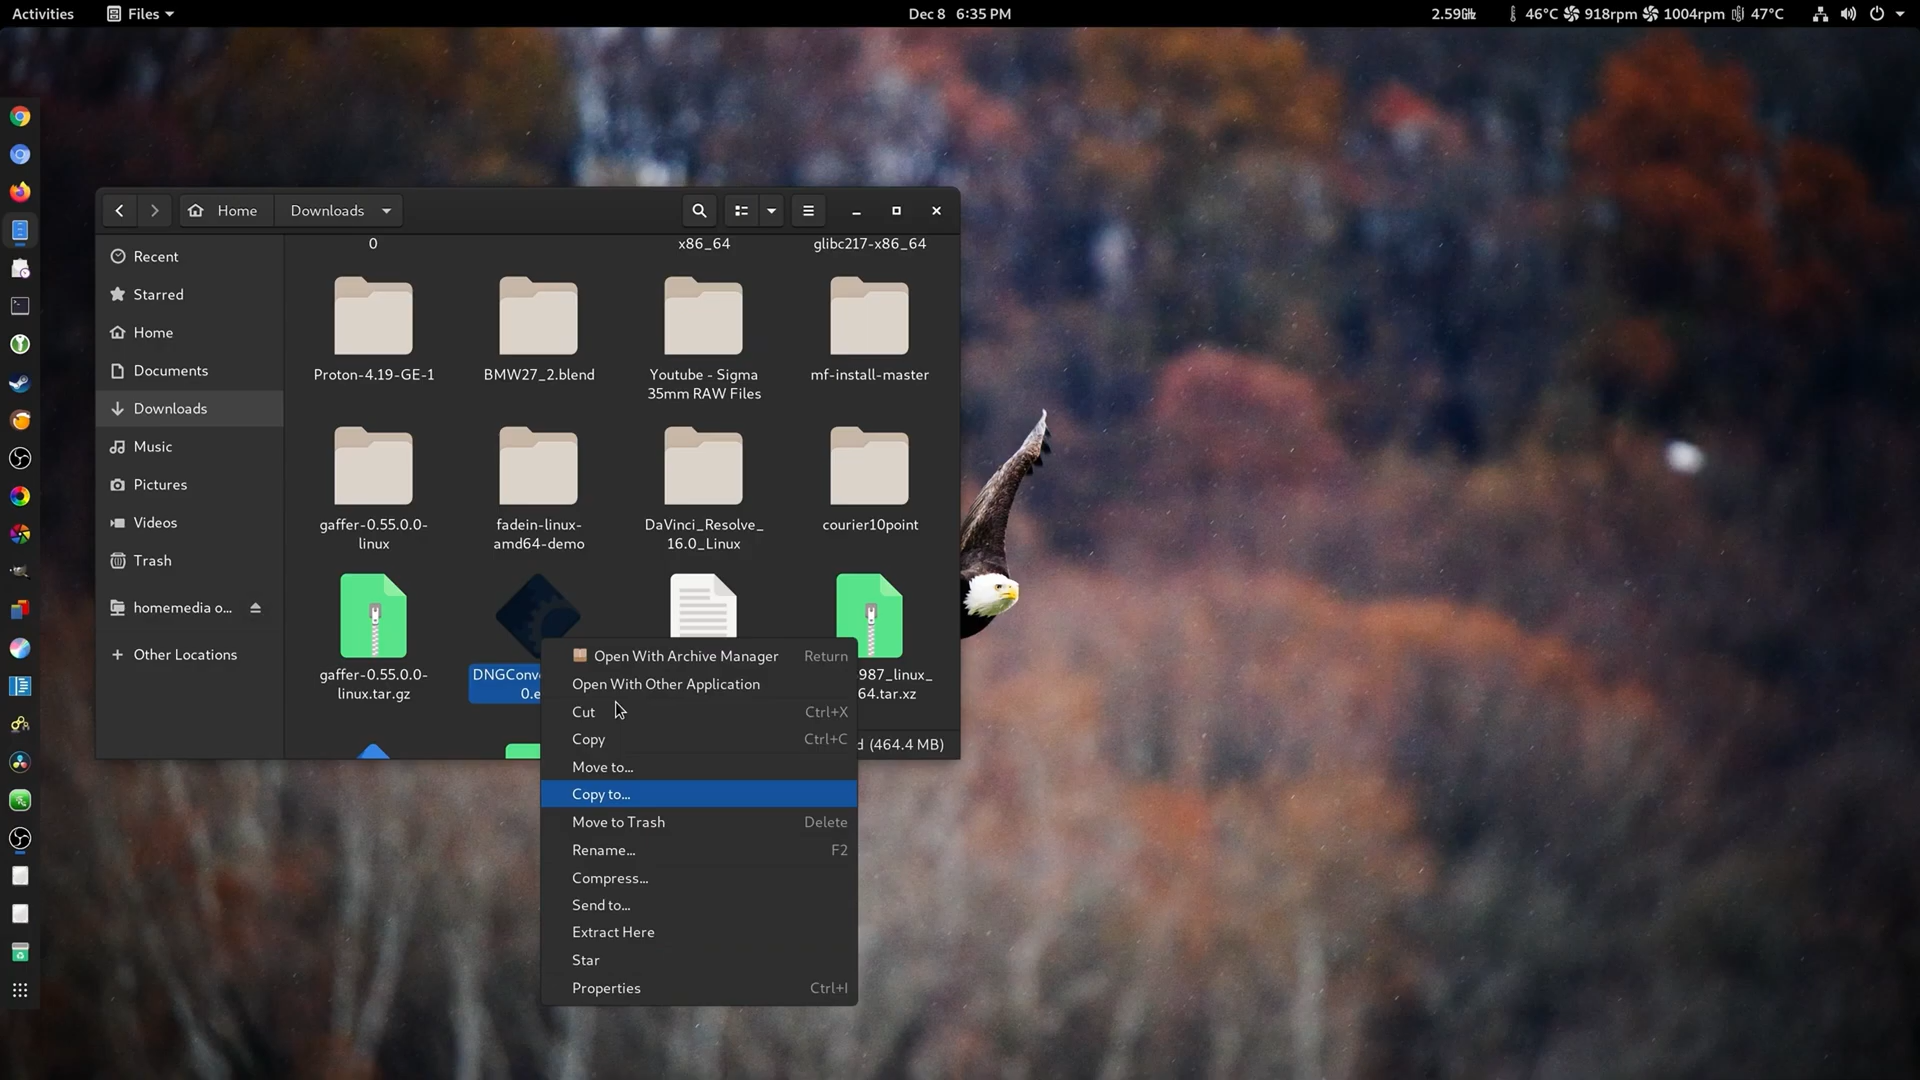 Activities
Files
Dec 8 6:35 PM
2.59GHz
46°C
918rpm
1004rpm
47°C
Home
Downloads
Recent
Starred
Home
Documents
Downloads
Music
Pictures
Videos
Trash
homemedia o...
Other Locations
0
x86_64
glibc217-x86_64
Proton-4.19-GE-1
BMW27_2.blend
Youtube - Sigma
35mm RAW Files
mf-install-master
gaffer-0.55.0.0-
linux
fadein-linux-
amd64-demo
DaVinci_Resolve_
16.0_Linux
courier10point
gaffer-0.55.0.0-
linux.tar.gz
DNGConv
0.e
987_linux_
64.tar.xz
d (464.4 MB)
Open With Archive Manager Return
Open With Other Application
Cut Ctrl+X
Copy Ctrl+C
Move to...
Copy to...
Move to Trash Delete
Rename... F2
Compress...
Send to...
Extract Here
Star
Properties Ctrl+I